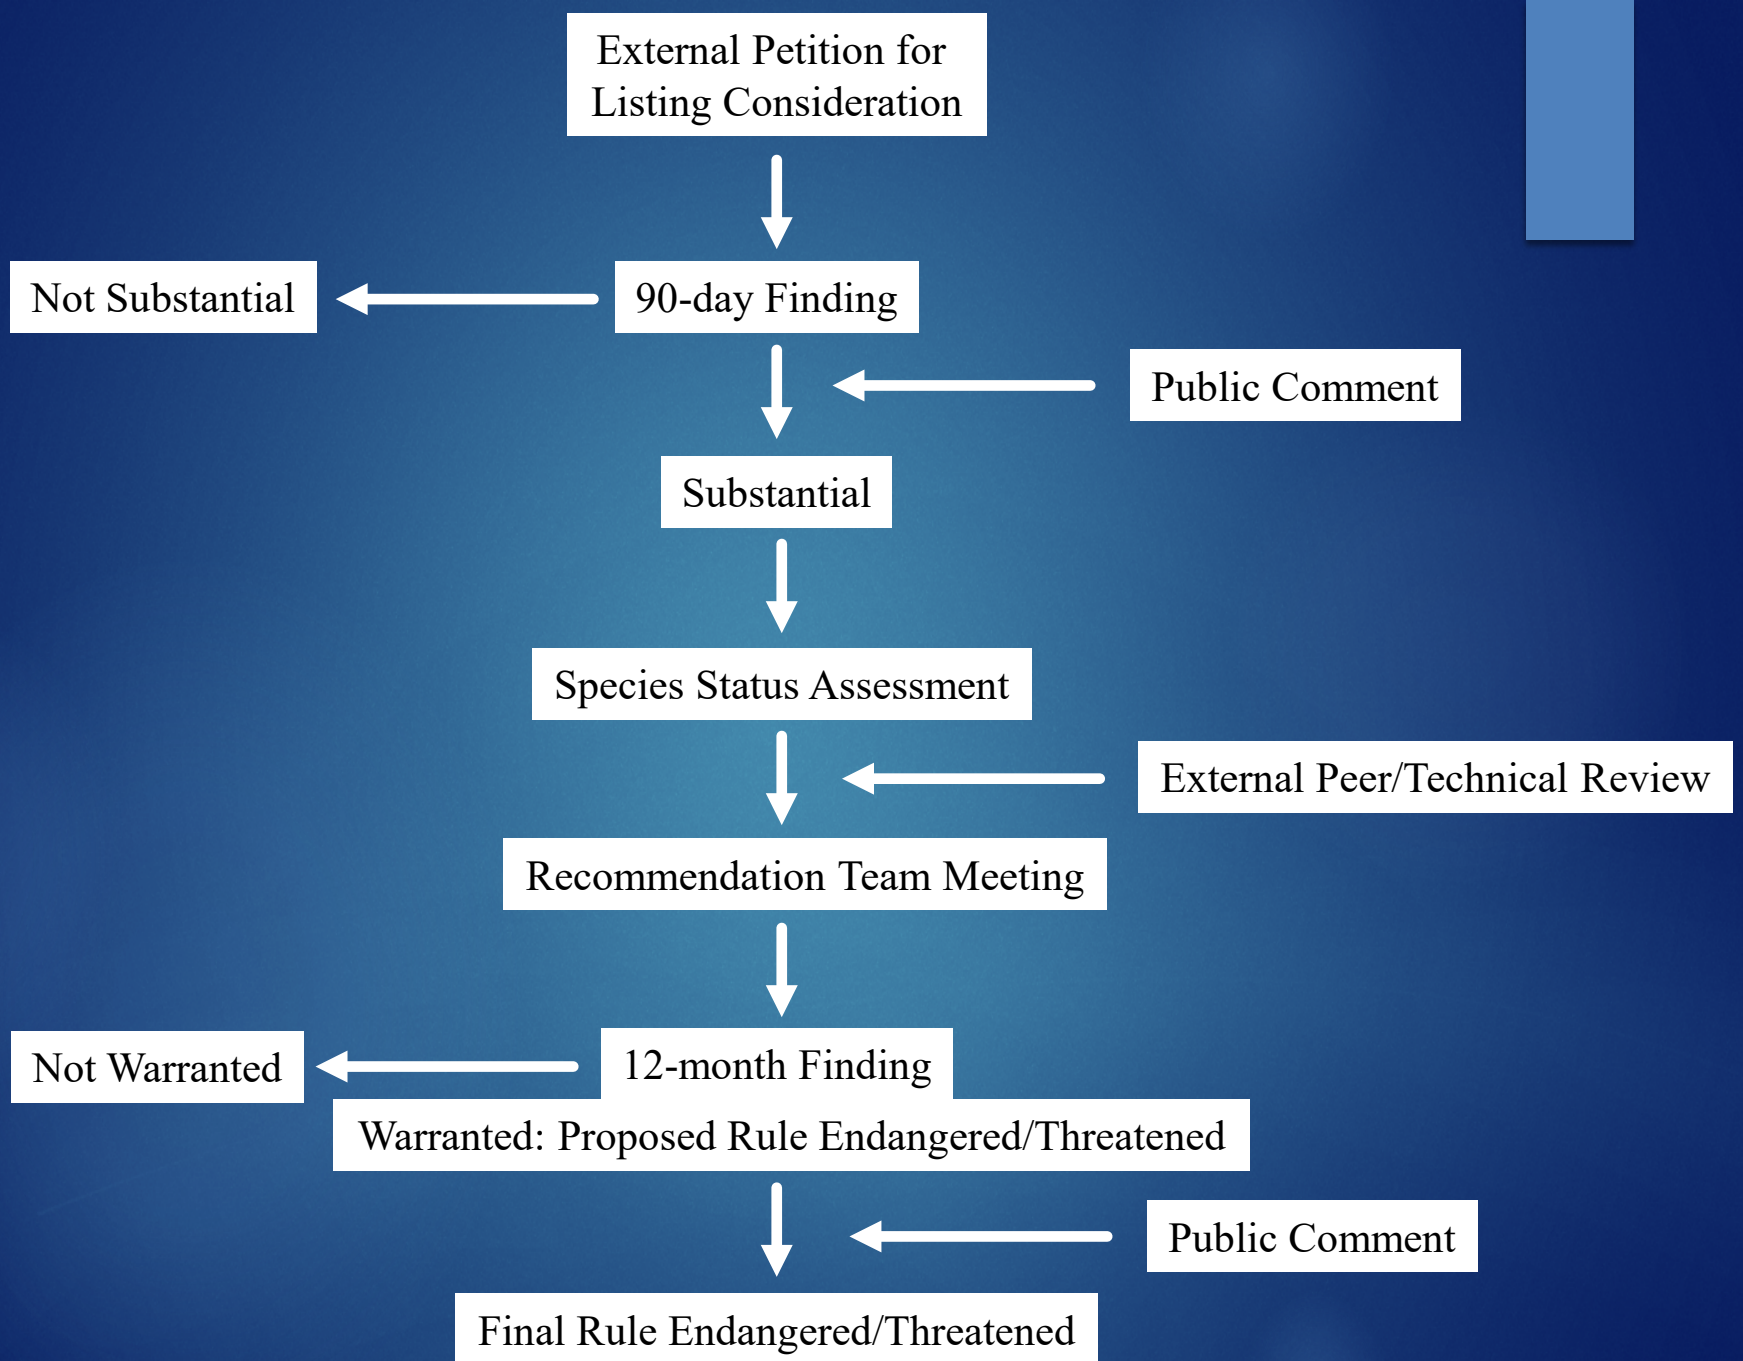 External Petition for
Listing Consideration
Not Substantial
90-day Finding
Public Comment
Substantial
Species Status Assessment
External Peer/Technical Review
Recommendation Team Meeting
Not Warranted
12-month Finding
Warranted: Proposed Rule Endangered/Threatened
Public Comment
Final Rule Endangered/Threatened